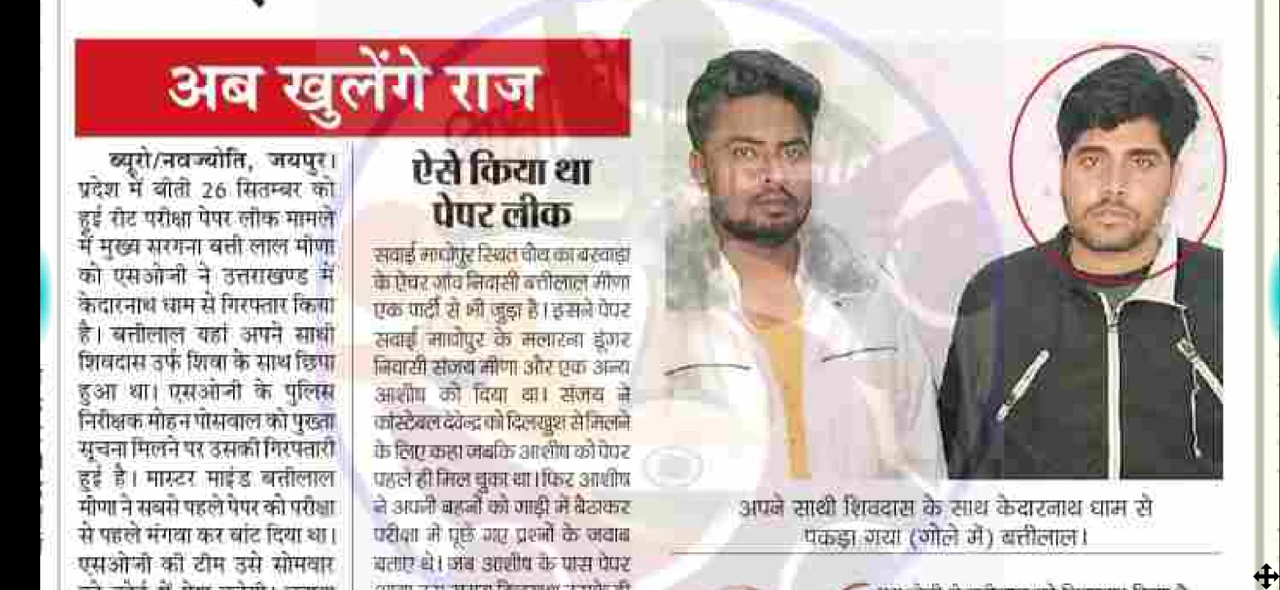 अब खुलेंगे राज
ब्यूरो/नवज्योति, जयपुर।
प्रदेश में बीती 26 सितम्बर को
हुई रीट परीक्षा पेपर लीक मामले
में मुख्य सरगना बत्ती लाल मीणा
को एसओजी ने उत्तराखण्ड में
केदारनाथ धाम से गिरफ्तार किया
है। बत्तीलाल यहां अपने साथी
शिवदास उर्फ शिवा के साथ छिपा
हुआ था। एसओजी के पुलिस
निरीक्षक मोहन पोसवाल को पुख्ता
सूचना मिलने पर उसकी गिरफ्तारी
हुई है। मास्टर माइंड बत्तीलाल
मीणा ने सबसे पहले पेपर को परीक्षा
से पहले मंगवा कर बांट दिया था।
एसओजी की टीम उसे सोमवार
ऐसे किया था
पेपर लीक
सवाई माधोपुर स्थित चौथ का बरवाड़ा
के ऐचेर गाँव निवासी बत्तीलाल मीणा
एक पार्टी से भी जुड़ा है। इसने पेपर
सवाई माधोपुर के मलारना डूंगर
निवासी संजय मीणा और एक अन्य
आशीष को दिया था। संजय ने
कांस्टेबल देवेन्द्र को दिलखुश से मिलने
के लिए कहा जबकि आशीष को पेपर
पहले ही मिल चुका था। फिर आशीष
ने अपनी बहनों को गाड़ी में बैठाकर
परीक्षा में पूछे गए प्रश्नों के जवाब
बताए थे। जब आशीष के पास पेपर
अपने साथी शिवदास के साथ केदारनाथ धाम से
पकड़ा गया (गोले में) बत्तीलाल।